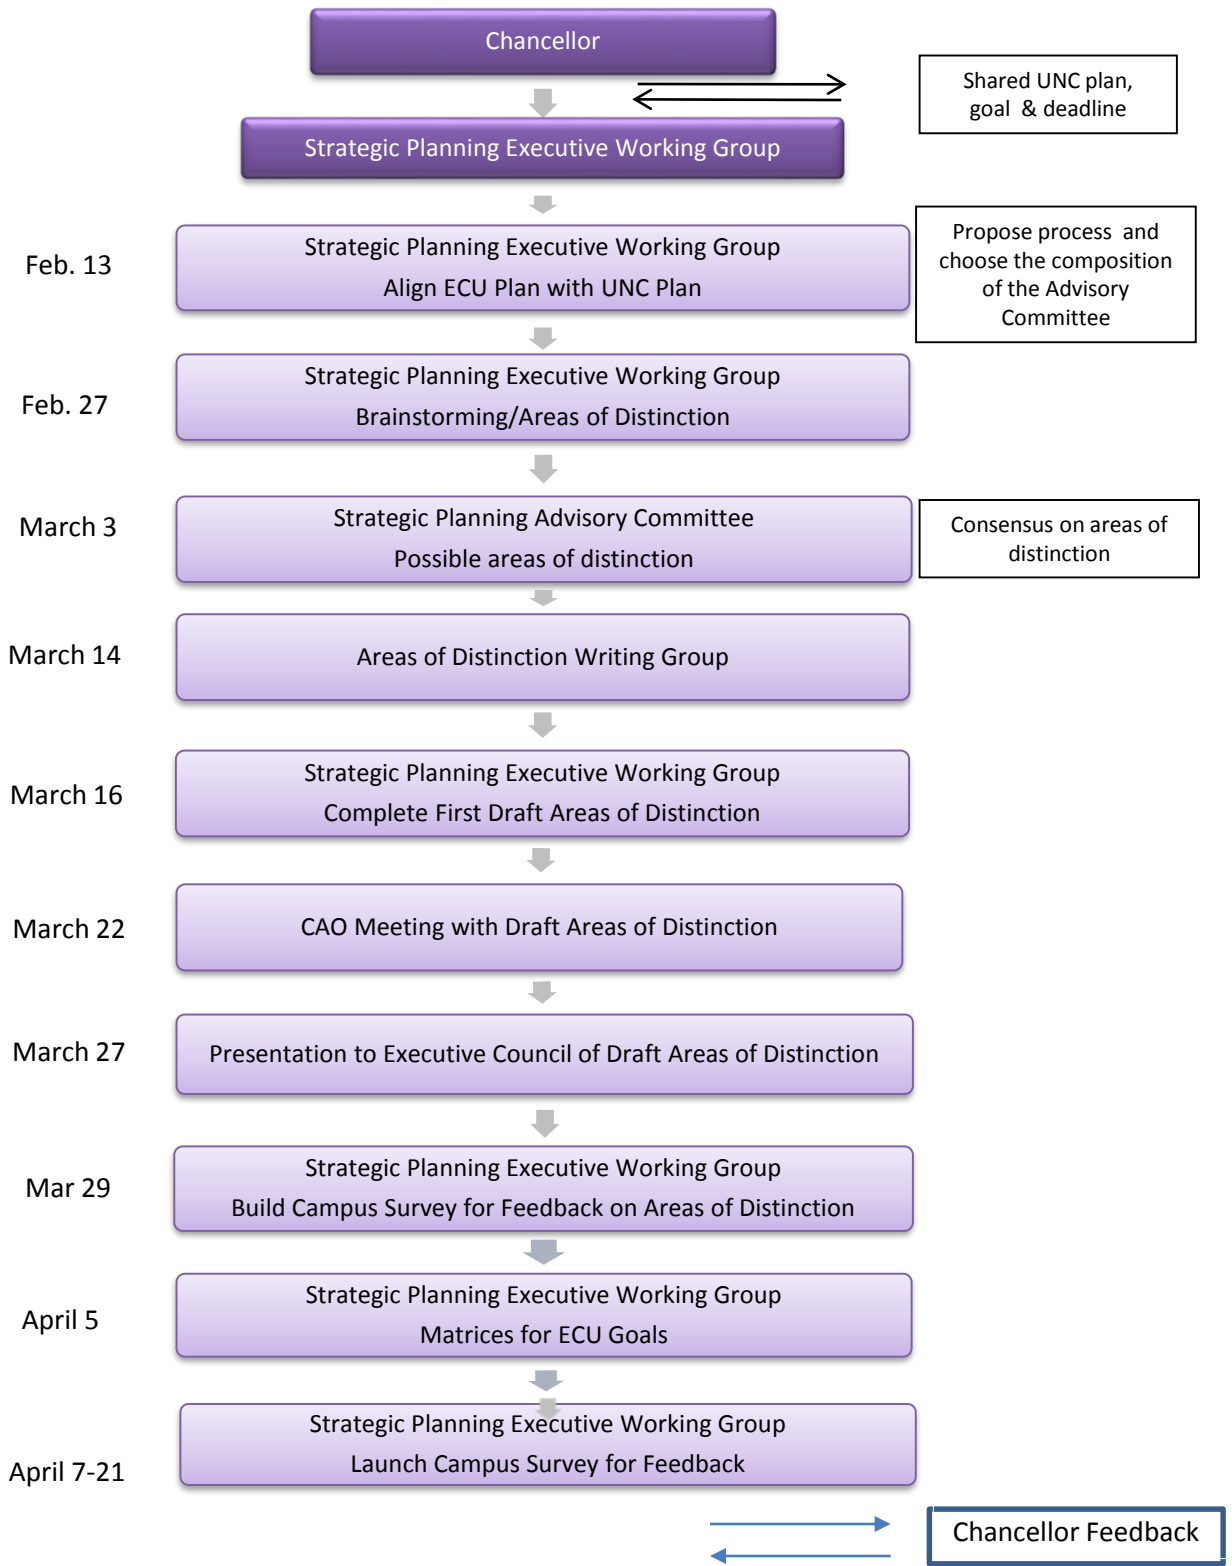 Chancellor
Shared UNC plan,
goal & deadline
Strategic Planning Executive Working Group
Feb. 13
Strategic Planning Executive Working Group
Align ECU Plan with UNC Plan
Propose process and
choose the composition
of the Advisory
Committee
Feb. 27
Strategic Planning Executive Working Group
Brainstorming/Areas of Distinction
March 3
Strategic Planning Advisory Committee
Possible areas of distinction
Consensus on areas of
distinction
March 14
Areas of Distinction Writing Group
March 16
Strategic Planning Executive Working Group
Complete First Draft Areas of Distinction
March 22
CAO Meeting with Draft Areas of Distinction
March 27
Presentation to Executive Council of Draft Areas of Distinction
Mar 29
Strategic Planning Executive Working Group
Build Campus Survey for Feedback on Areas of Distinction
April 5
Strategic Planning Executive Working Group
Matrices for ECU Goals
April 7-21
Strategic Planning Executive Working Group
Launch Campus Survey for Feedback
Chancellor Feedback